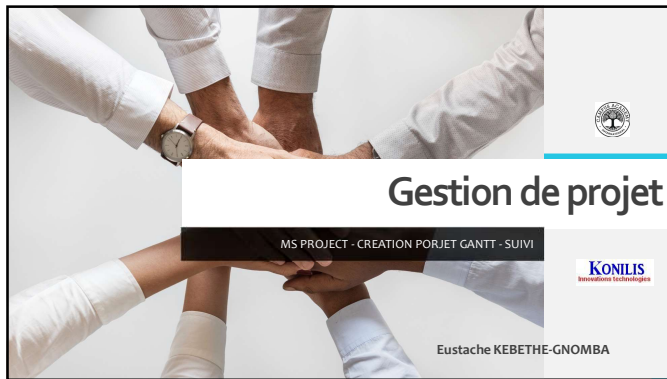 Gestion de projet
MS PROJECT - CREATION PORJET GANTT - SUIVI
KONILIS
Innovations technologies
Eustache KEBETHE-GNOMBA